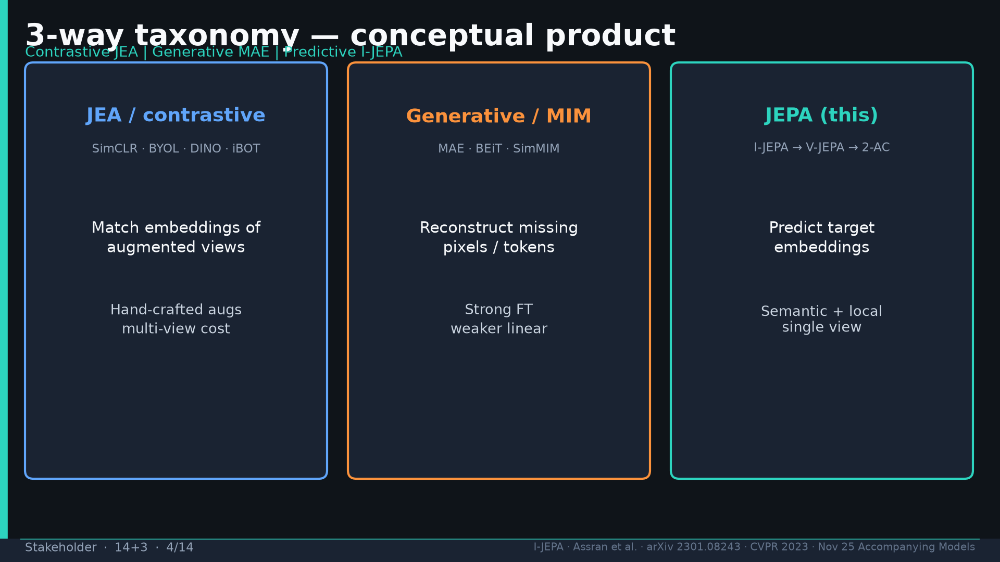 3-way taxonomy — conceptual product
Contrastive JEA | Generative MAE | Predictive I-JEPA
JEA / contrastive
SimCLR · BYOL · DINO · iBOT
Match embeddings of
augmented views
Hand-crafted augs
multi-view cost
Generative / MIM
MAE · BEiT · SimMIM
Reconstruct missing
pixels / tokens
Strong FT
weaker linear
JEPA (this)
I-JEPA → V-JEPA → 2-AC
Predict target
embeddings
Semantic + local
single view
Stakeholder · 14+3 · 4/14
I-JEPA · Assran et al. · arXiv 2301.08243 · CVPR 2023 · Nov 25 Accompanying Models